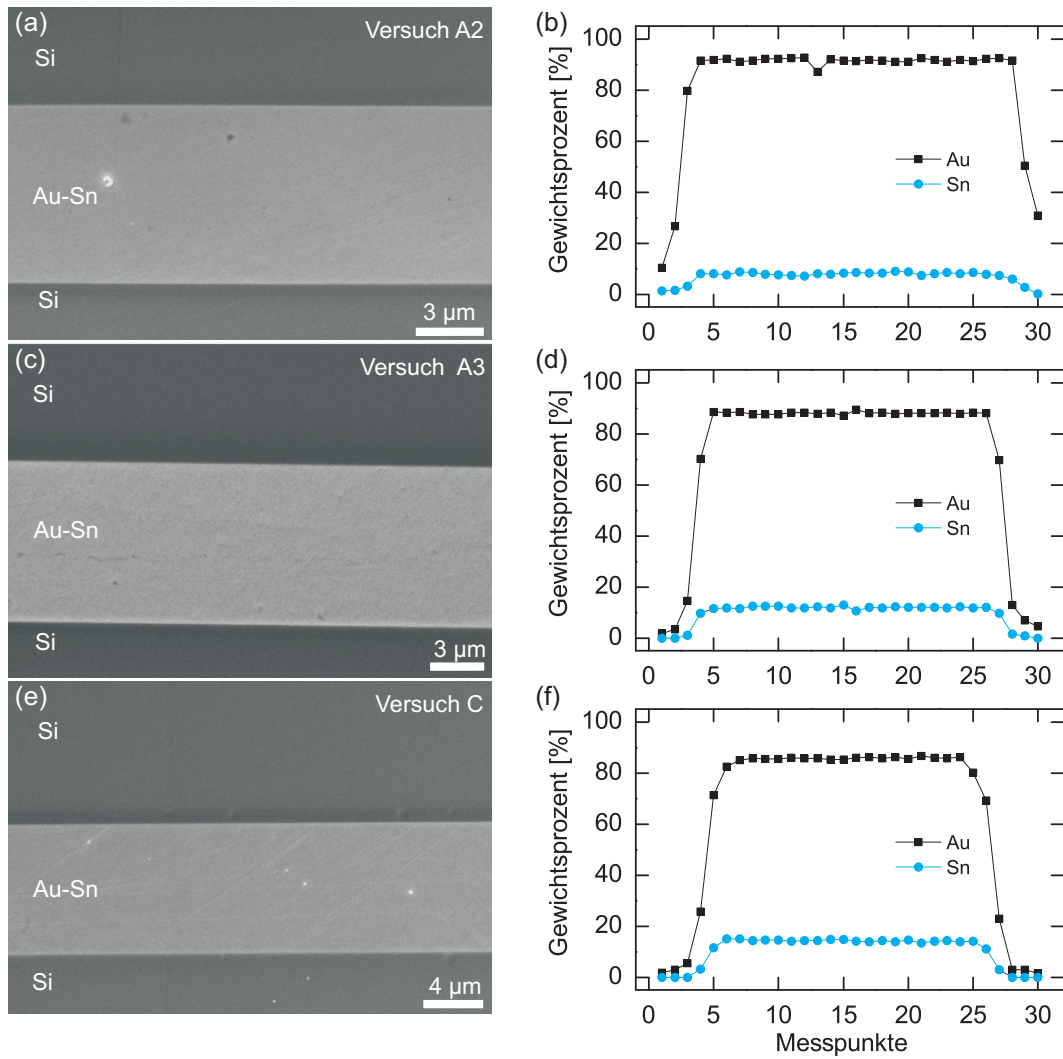 (a)
Versuch A2
Si
Au-Sn
Si
3 µm
(b)
Gewichtsprozent [%]
100
80
60
40
20
0
Au
Sn
0 5 10 15 20 25 30
(c)
Versuch A3
Si
Au-Sn
Si
3 µm
(d)
Gewichtsprozent [%]
100
80
60
40
20
0
Au
Sn
0 5 10 15 20 25 30
(e)
Versuch C
Si
Au-Sn
Si
4 µm
(f)
Gewichtsprozent [%]
100
80
60
40
20
0
Au
Sn
0 5 10 15 20 25 30
Messpunkte